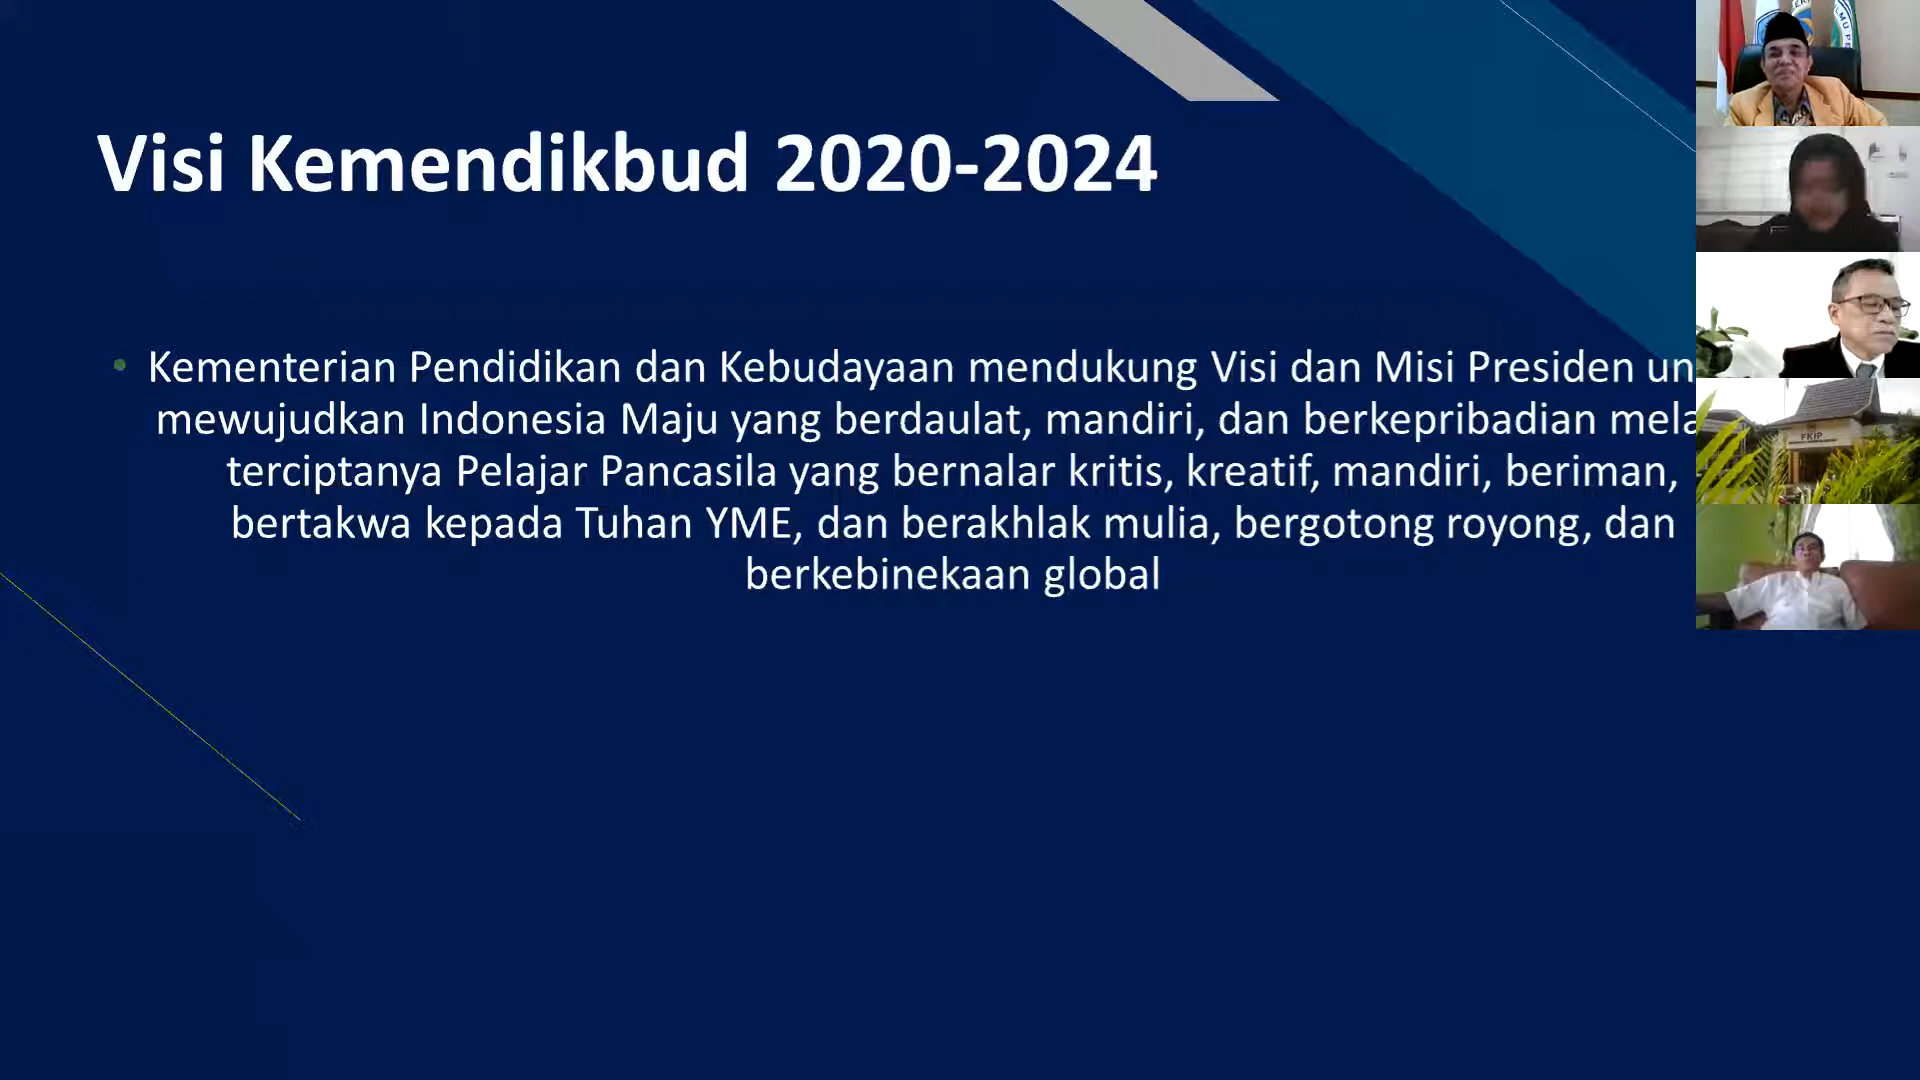 Visi Kemendikbud 2020-2024
• Kementerian Pendidikan dan Kebudayaan mendukung Visi dan Misi Presiden un
mewujudkan Indonesia Maju yang berdaulat, mandiri, dan berkepribadian mela
terciptanya Pelajar Pancasila yang bernalar kritis, kreatif, mandiri, beriman,
bertakwa kepada Tuhan YME, dan berakhlak mulia, bergotong royong, dan
berkebinekaan global
FKIP